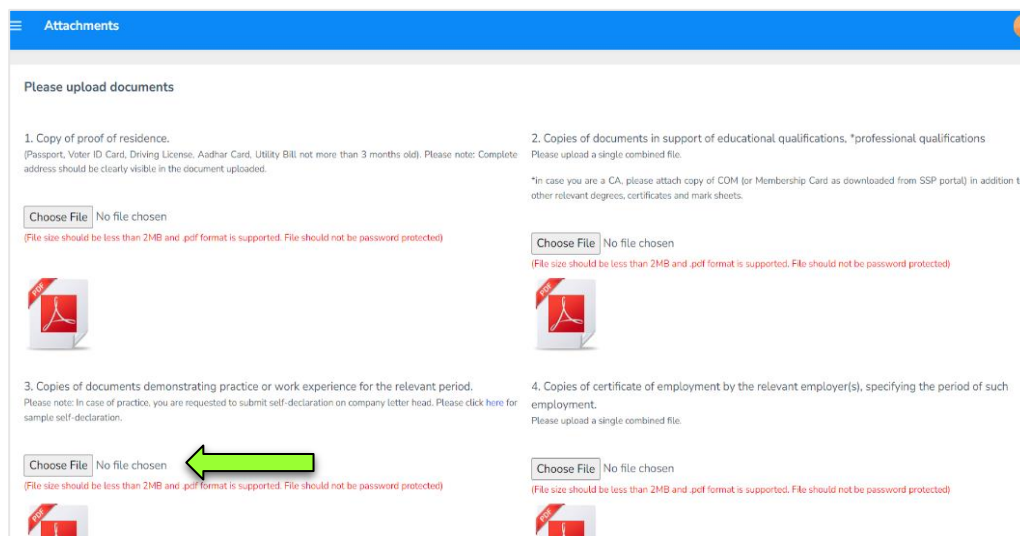 Attachments
Please upload documents
1. Copy of proof of residence.
(Passport, Voter ID Card, Driving License, Aadhar Card, Utility Bill not more than 3 months old). Please note: Complete
address should be clearly visible in the document uploaded.
Choose File No file chosen
(File size should be less than 2MB and .pdf format is supported. File should not be password protected)
PDF
2. Copies of documents in support of educational qualifications, *professional qualifications
Please upload a single combined file.
*in case you are a CA, please attach copy of COM (or Membership Card as downloaded from SSP portal) in addition
other relevant degrees, certificates and mark sheets.
Choose File No file chosen
(File size should be less than 2MB and .pdf format is supported. File should not be password protected)
PDF
3. Copies of documents demonstrating practice or work experience for the relevant period.
Please note: In case of practice, you are requested to submit self-declaration on company letter head. Please click here for
sample self-declaration.
Choose File No file chosen
(File size should be less than 2MB and .pdf format is supported. File should not be password protected)
PDF
4. Copies of certificate of employment by the relevant employer(s), specifying the period of such
employment.
Please upload a single combined file.
Choose File No file chosen
(File size should be less than 2MB and .pdf format is supported. File should not be password protected)
PDF